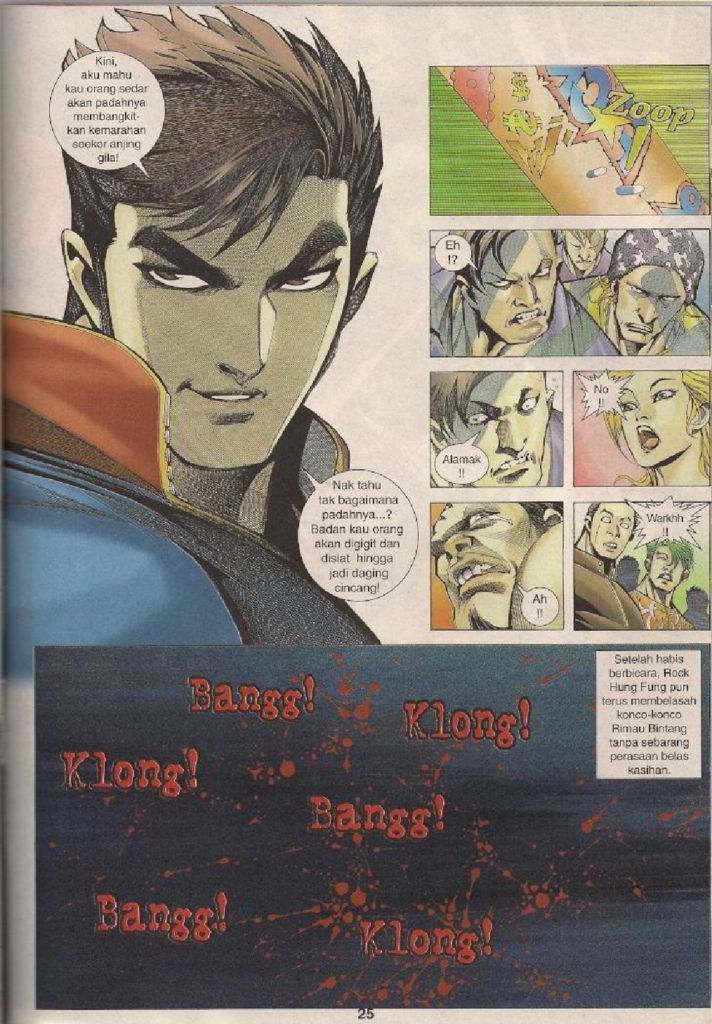 Kini,
aku mahu
kau orang sedar
akan padahnya
membangkit-
kan kemarahan
seekor anjing
gila!
Nak tahu
tak bagaimana
padahnya...?
Badan kau orang
akan digigit dan
disiat hingga
jadi daging
cincang!
Zoop
!
Eh
!?
Alamak
!!
No
!!
Ah
!!
Warkhh
!!
Setelah habis
berbicara, Rock
Hung Fung pun
terus membelasah
konco-konco
Rimau Bintang
tanpa sebarang
perasaan belas
kasihan.
Bangg!
Klong!
Klong!
Bangg!
Bangg!
Klong!
25